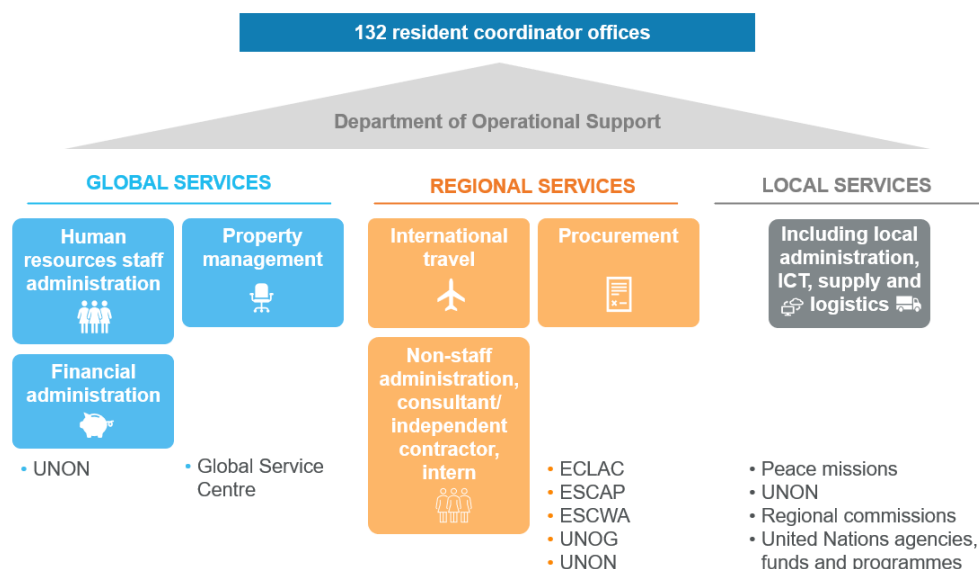 132 resident coordinator offices
Department of Operational Support
GLOBAL SERVICES
Human
resources staff
administration
Property
management
Financial
administration
• UNON
• Global Service
Centre
REGIONAL SERVICES
International
travel
Procurement
Non-staff
administration,
consultant/
independent
contractor,
intern
• ECLAC
• ESCAP
• ESCWA
• UNOG
• UNON
LOCAL SERVICES
Including local
administration,
ICT, supply and
logistics
• Peace missions
• UNON
• Regional commissions
• United Nations agencies,
funds and programmes